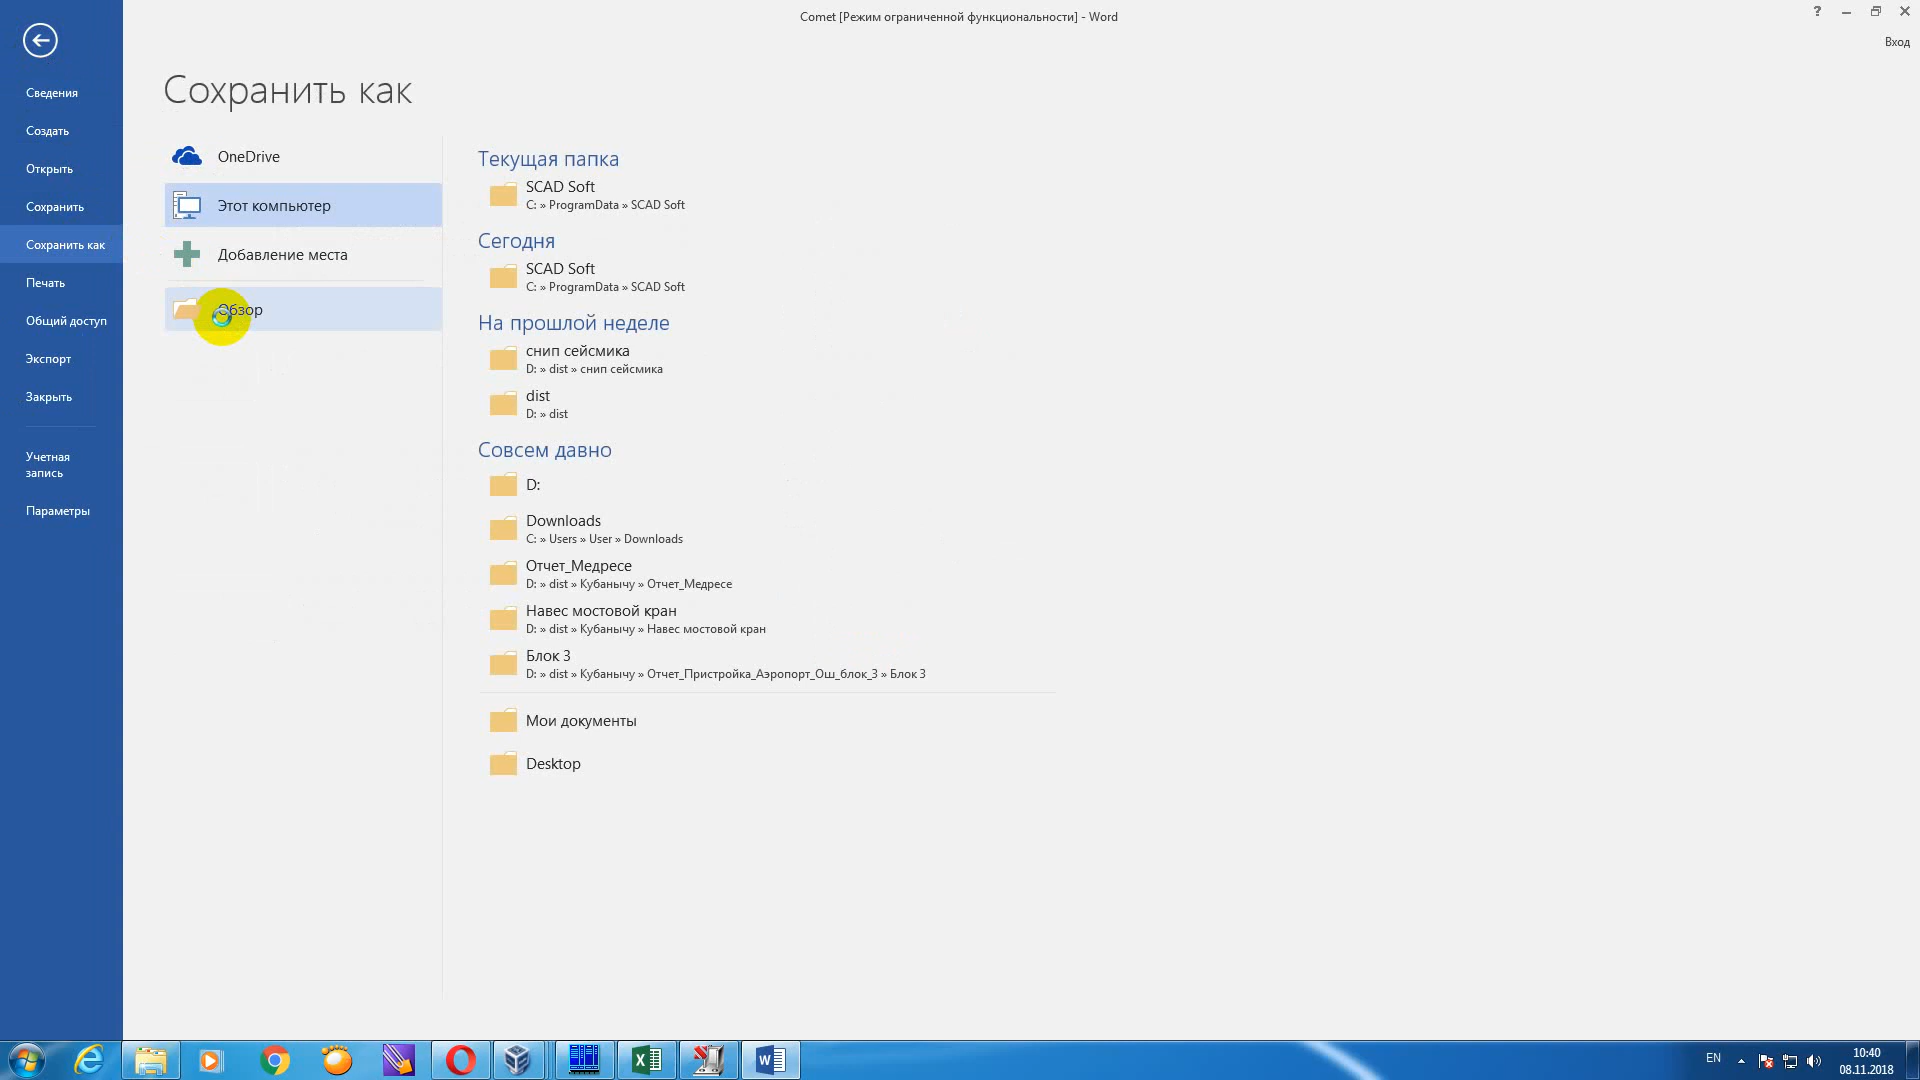 Comet [Режим ограниченной функциональности] - Word
Вход
Сведения
Создать
Открыть
Сохранить
Сохранить как
Печать
Общий доступ
Экспорт
Закрыть
Учетная
запись
Параметры
Сохранить как
OneDrive
Этот компьютер
Добавление места
Обзор
Текущая папка
SCAD Soft
C: » ProgramData » SCAD Soft
Сегодня
SCAD Soft
C: » ProgramData » SCAD Soft
На прошлой неделе
снип сейсмика
D: » dist » снип сейсмика
dist
D: » dist
Совсем давно
D:
Downloads
C: » Users » User » Downloads
Отчет_Медресе
D: » dist » Кубанычу » Отчет_Медресе
Навес мостовой кран
D: » dist » Кубанычу » Навес мостовой кран
Блок 3
D: » dist » Кубанычу » Отчет_Пристройка_Аэропорт_Ош_блок_3 » Блок 3
Мои документы
Desktop
EN
10:40
08.11.2018